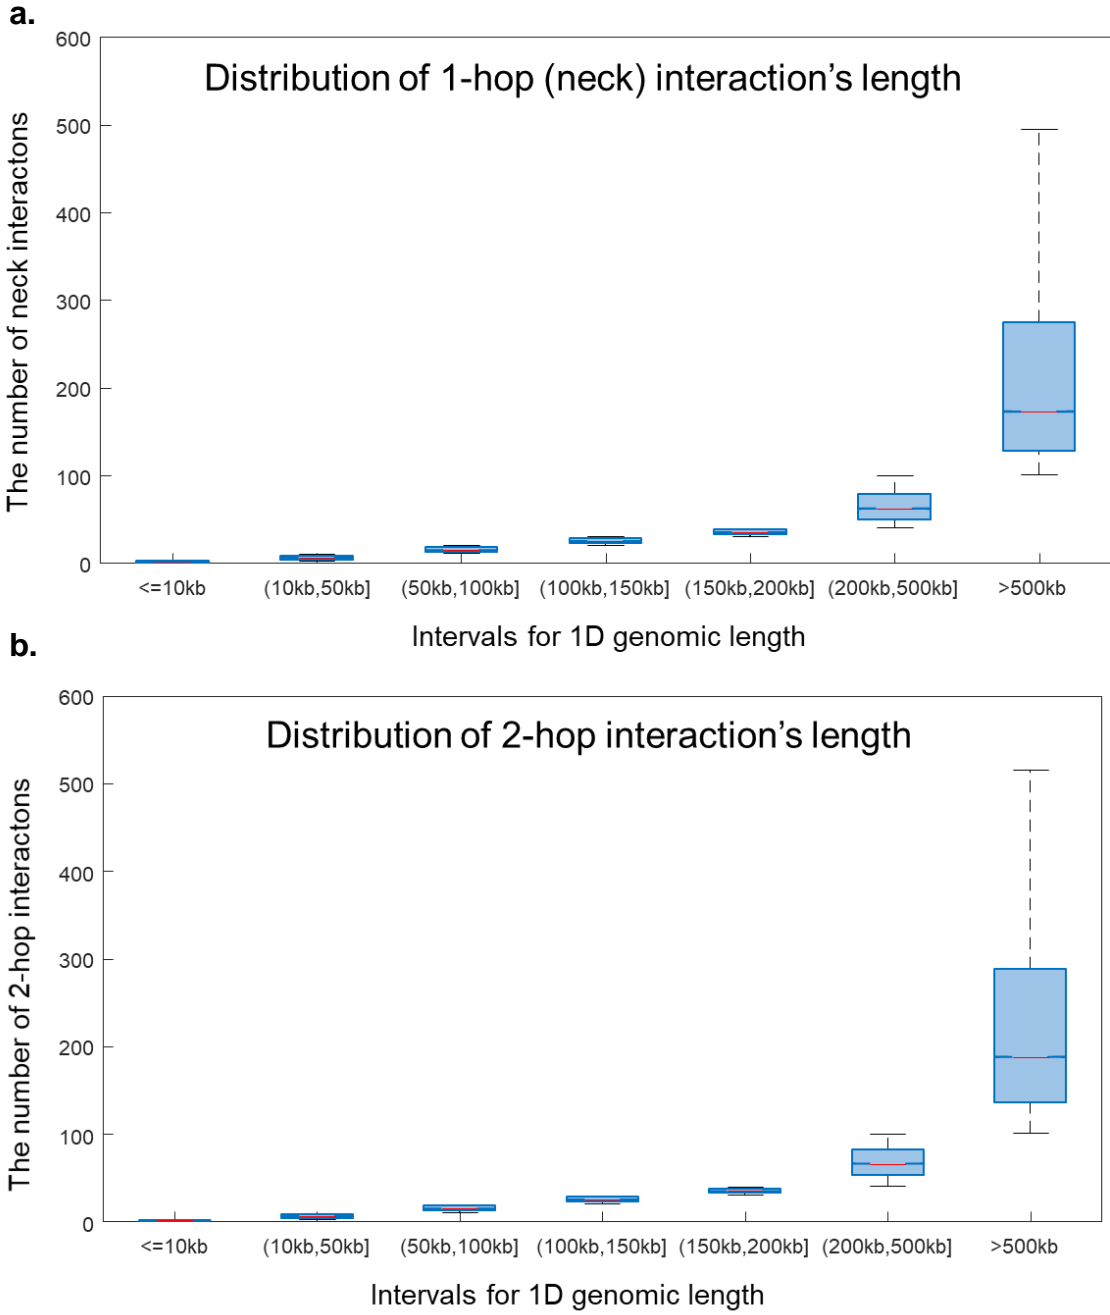 a.
Distribution of 1-hop (neck) interaction's length
The number of neck interactons
600
500
400
300
200
100
0
<=10kb (10kb,50kb] (50kb,100kb] (100kb,150kb] (150kb,200kb] (200kb,500kb] >500kb
Intervals for 1D genomic length
b.
Distribution of 2-hop interaction's length
The number of 2-hop interactons
600
500
400
300
200
100
0
<=10kb (10kb,50kb] (50kb,100kb] (100kb,150kb] (150kb,200kb] (200kb,500kb] >500kb
Intervals for 1D genomic length